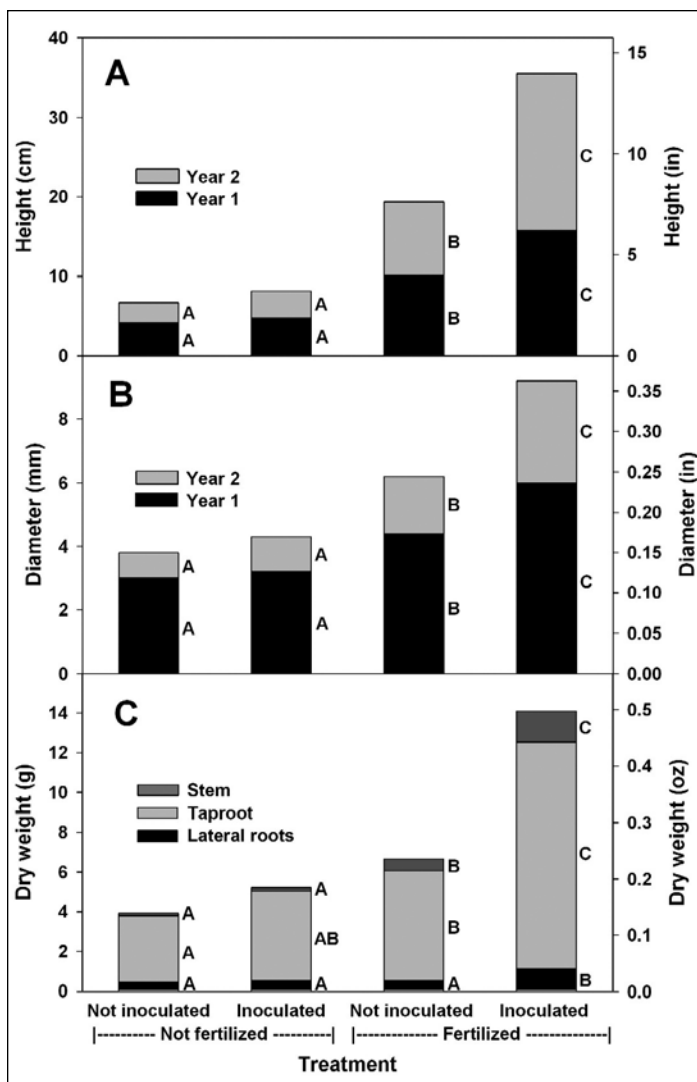 A
Height (cm)
40
30
20
10
0
Year 2
Year 1
A
A
A
A
B
B
C
C
15
10
5
0
Height (in)
B
Diameter (mm)
8
6
4
2
0
Year 2
Year 1
A
A
A
A
B
B
C
C
0.35
0.30
0.25
0.20
0.15
0.10
0.05
0.00
Diameter (in)
C
Dry weight (g)
14
12
10
8
6
4
2
0
Stem
Taproot
Lateral roots
A
A
A
A
AB
A
B
B
A
C
C
B
0.5
0.4
0.3
0.2
0.1
0.0
Dry weight (oz)
Not inoculated Inoculated Not inoculated Inoculated
|---------- Not fertilized ----------| |------------- Fertilized -------------|
Treatment